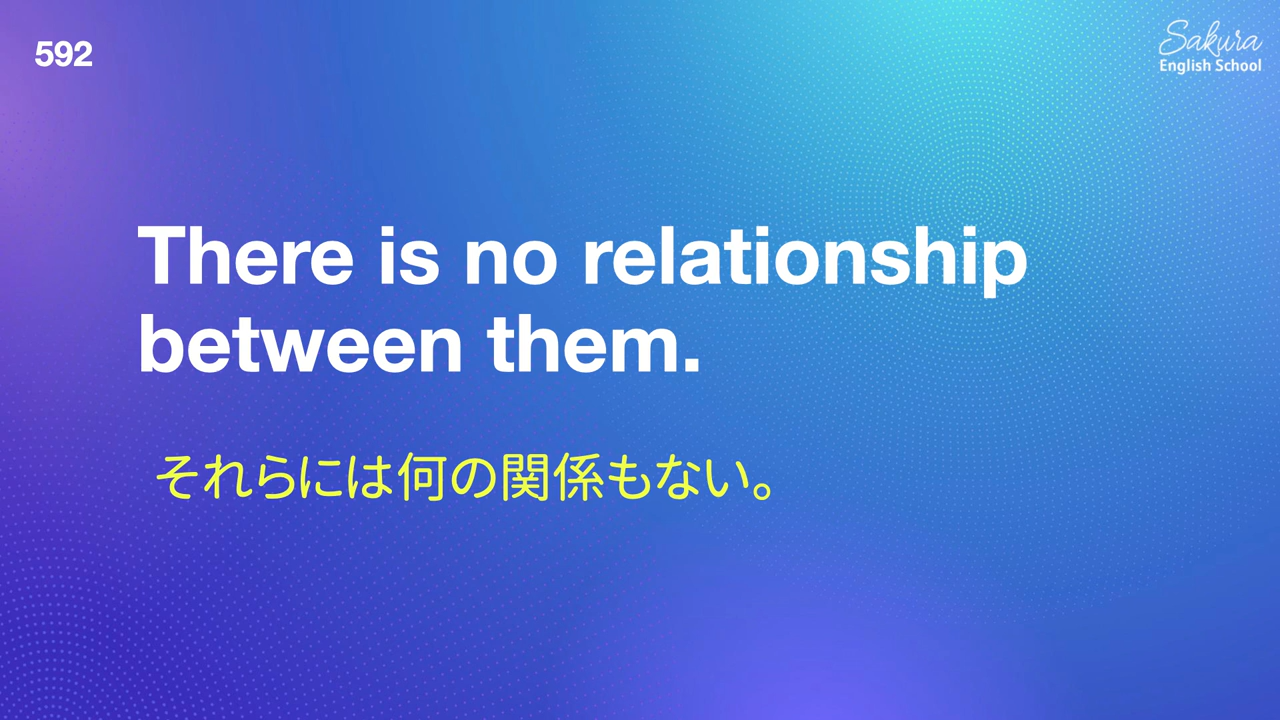 592
Sakura
English School
There is no relationship
between them.
それらには何の関係もない。